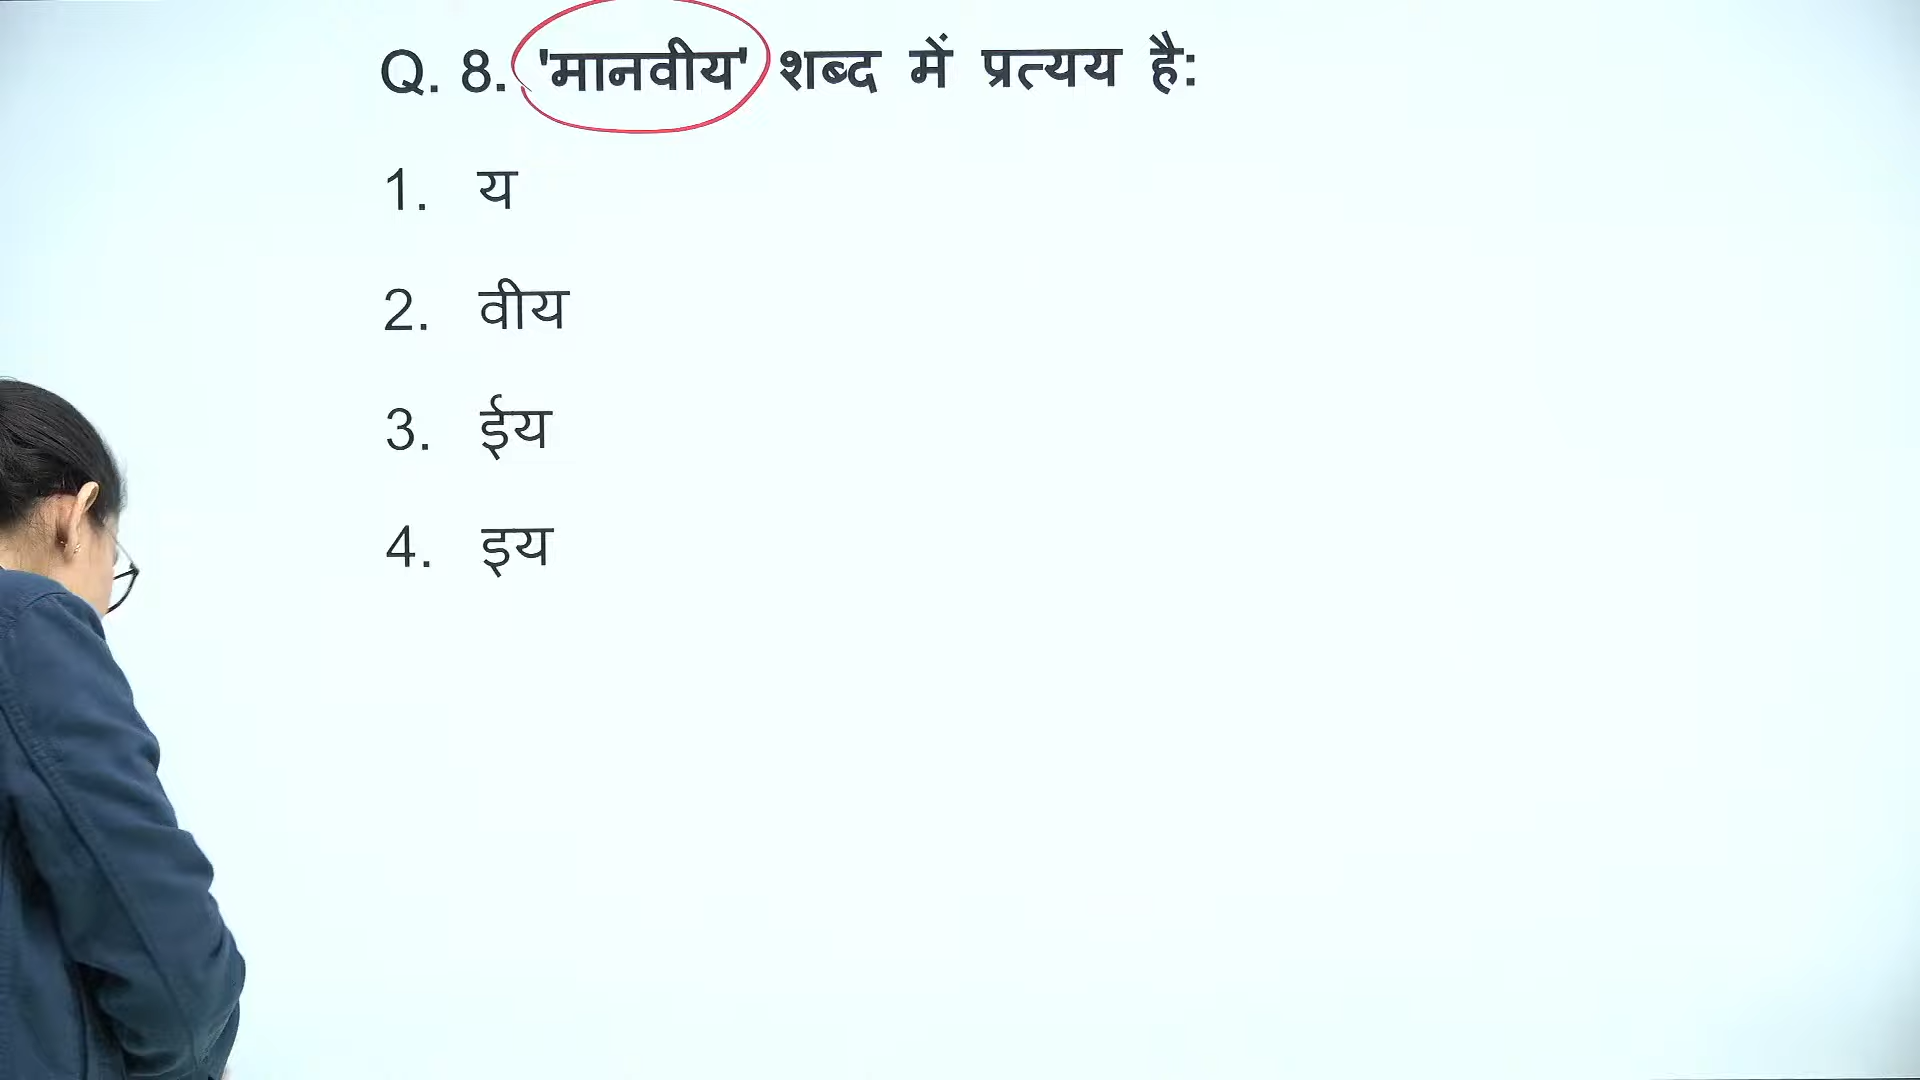 Q. 8. 'मानवीय' शब्द में प्रत्यय है:
1. य
2. वीय
3. ईय
4. इय